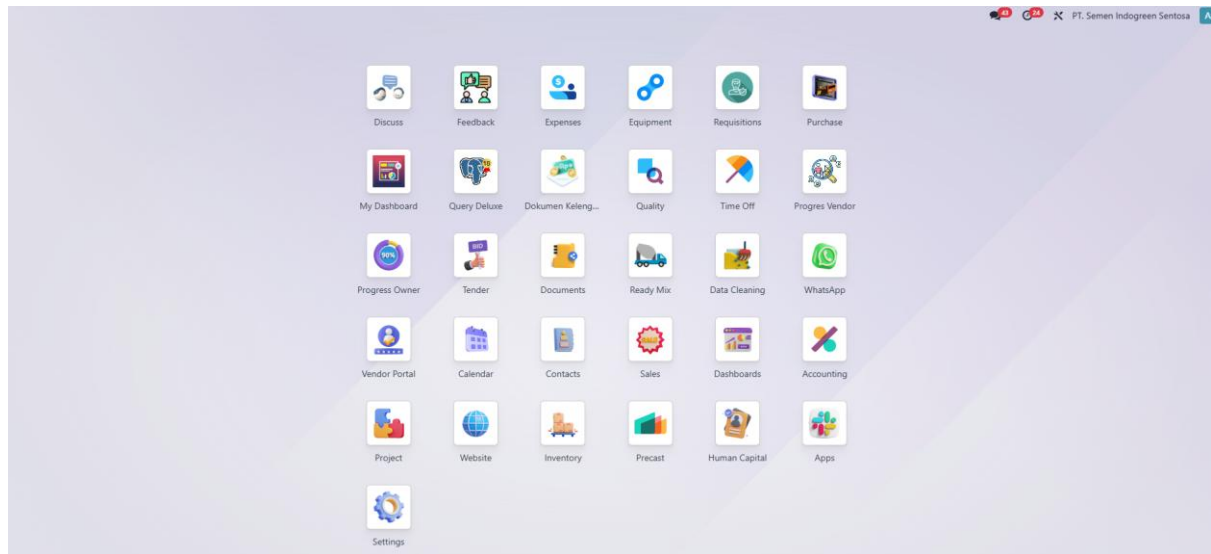 43 24 PT. Semen Indogreen Sentosa A
Discuss Feedback Expenses Equipment Requisitions Purchase
My Dashboard Query Deluxe Dokumen Keleng... Quality Time Off Progres Vendor
90% BID
Progress Owner Tender Documents Ready Mix Data Cleaning WhatsApp
Vendor Portal Calendar Contacts Sales Dashboards Accounting
Project Website Inventory Precast Human Capital Apps
Settings